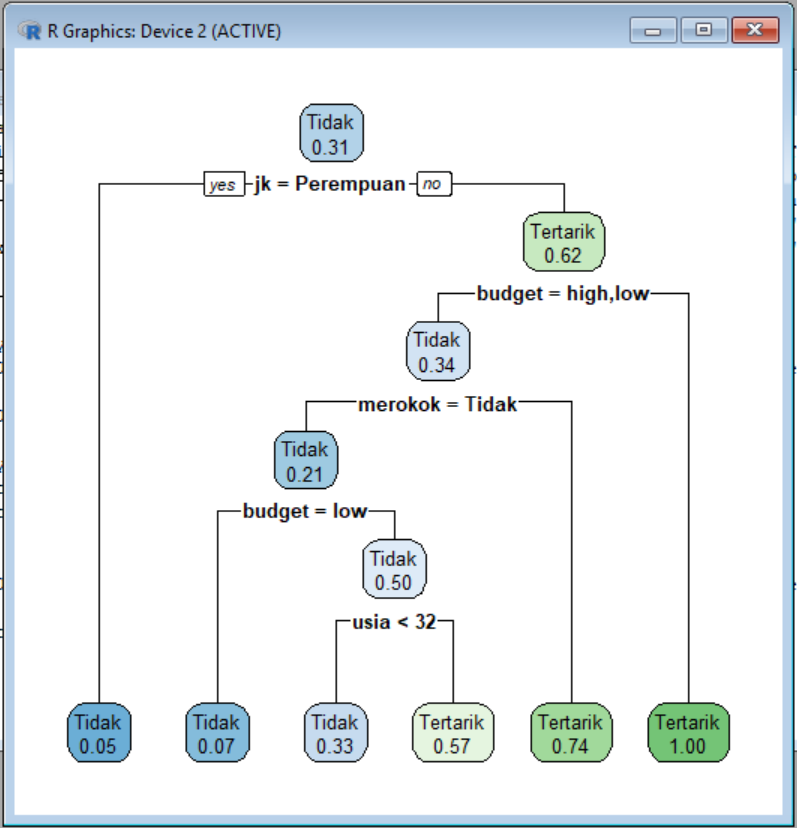 R Graphics: Device 2 (ACTIVE)
Tidak
0.31
yes jk = Perempuan no
Tertarik
0.62
budget = high,low
Tidak
0.34
merokok = Tidak
Tidak
0.21
budget = low
Tidak
0.50
usia < 32
Tidak Tidak Tidak Tertarik Tertarik Tertarik
0.05 0.07 0.33 0.57 0.74 1.00